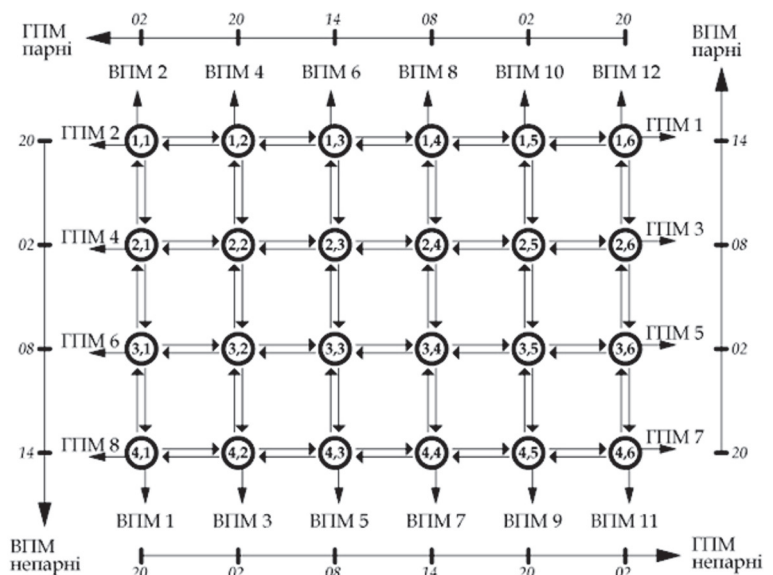 02 20 14 08 02 20
ГПМ
парні
ВПМ
парні
ВПМ 2 ВПМ 4 ВПМ 6 ВПМ 8 ВПМ 10 ВПМ 12
20 ГПМ 2 1,1 1,2 1,3 1,4 1,5 1,6 ГПМ 1 14
02 ГПМ 4 2,1 2,2 2,3 2,4 2,5 2,6 ГПМ 3 08
08 ГПМ 6 3,1 3,2 3,3 3,4 3,5 3,6 ГПМ 5 02
14 ГПМ 8 4,1 4,2 4,3 4,4 4,5 4,6 ГПМ 7 20
ВПМ 1 ВПМ 3 ВПМ 5 ВПМ 7 ВПМ 9 ВПМ 11
ВПМ
непарні
ГПМ
непарні
20 02 08 14 20 02